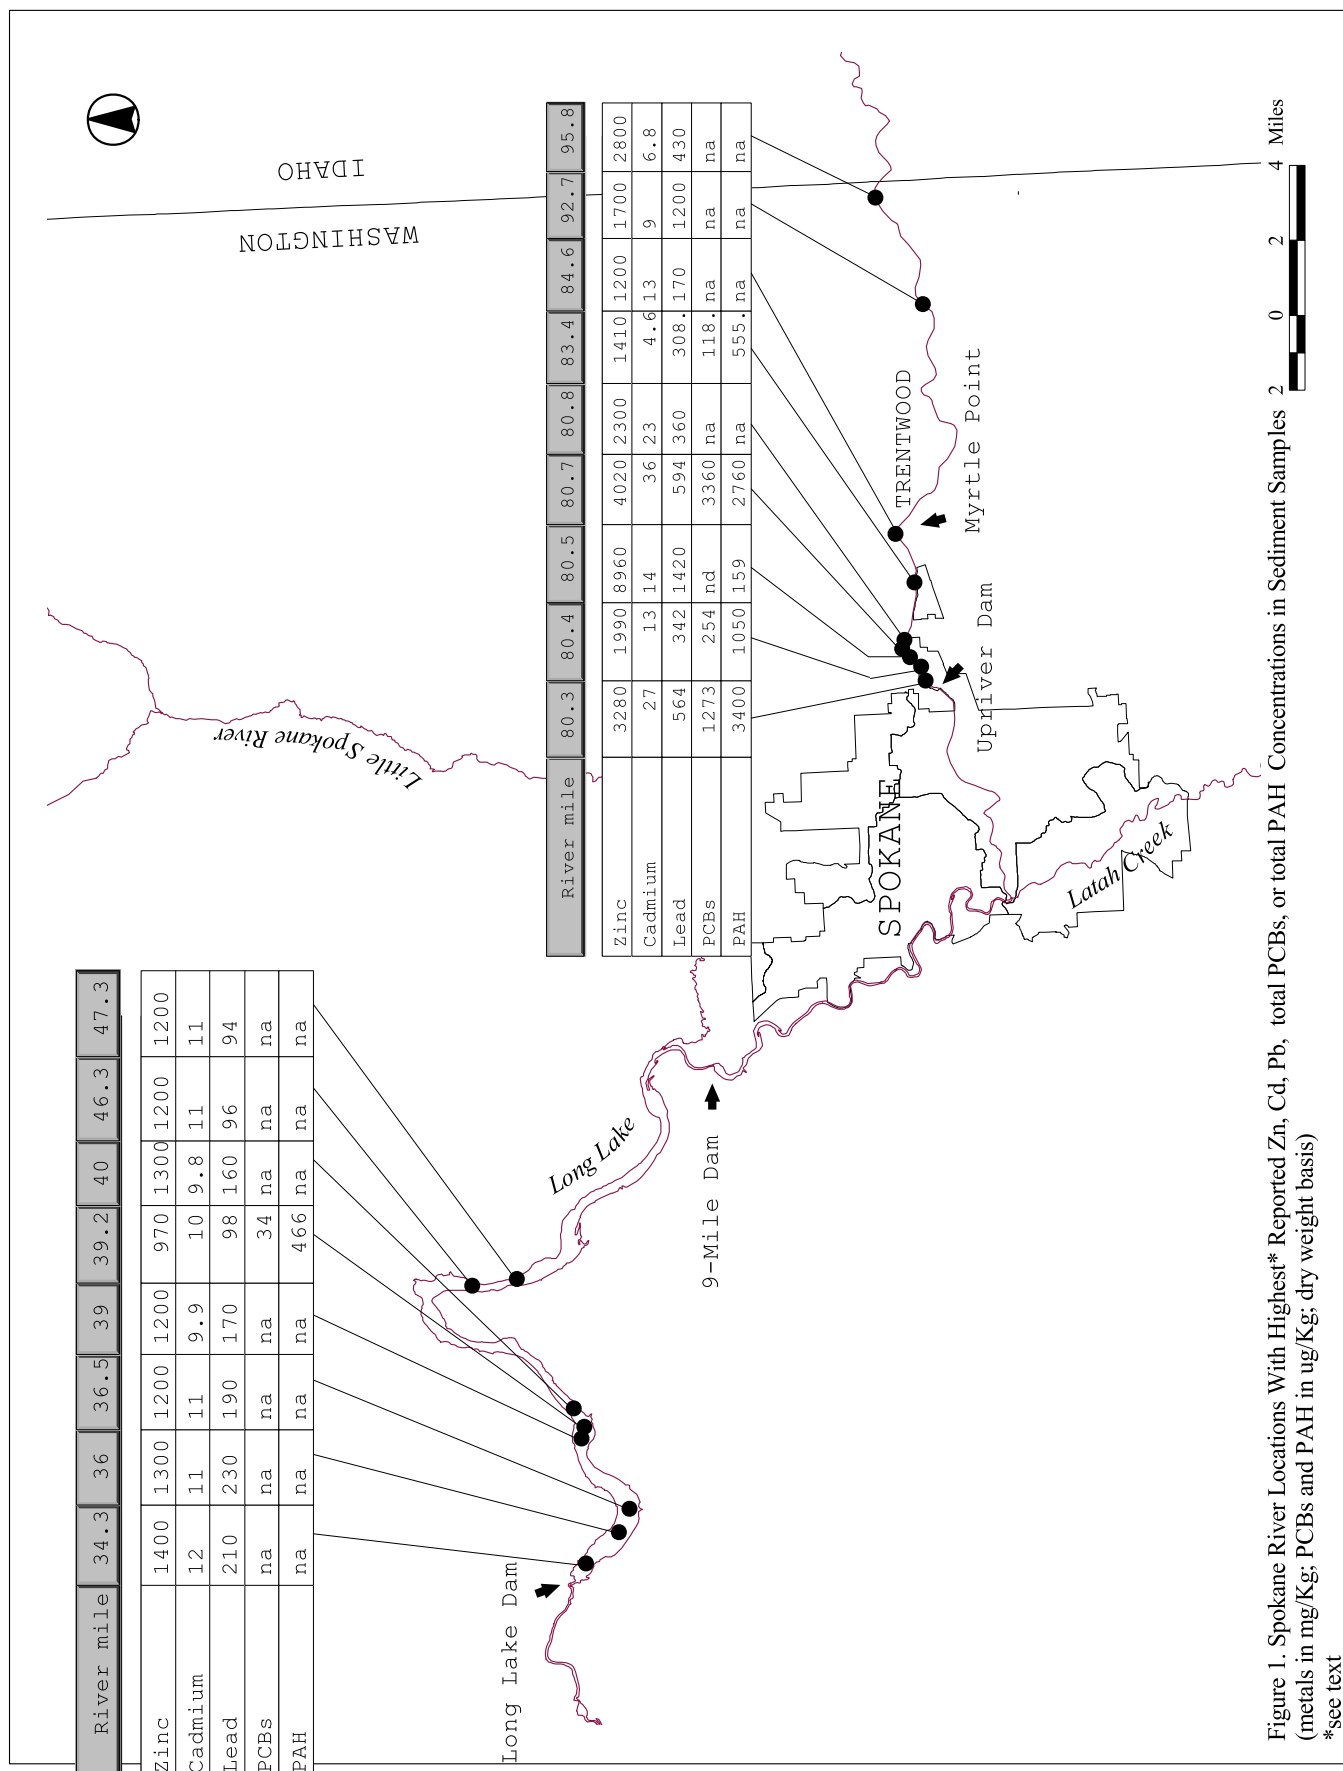 River mile 34.3 36 36.5 39 39.2 40 46.3 47.3
Zinc 1400 1300 1200 1200 970 1300 1200 1200
Cadmium 12 11 11 9.9 10 9.8 11 11
Lead 210 230 190 170 98 160 96 94
PCBs na na na na 34 na na na
PAH na na na na 466 na na na
WASHINGTON
IDAHO
Little Spokane River
River mile 80.3 80.4 80.5 80.7 80.8 83.4 84.6 92.7 95.8
Zinc 3280 1990 8960 4020 2300 1410 1200 1700 2800
Cadmium 27 13 14 36 23 4.6 13 9 6.8
Lead 564 342 1420 594 360 308. 170 1200 430
PCBs 1273 254 nd 3360 na 118. na na na
PAH 3400 1050 159 2760 na 555. na na na
Long Lake Dam
Long Lake
9-Mile Dam
SPOKANE
TRENTWOOD
Myrtle Point
Upriver Dam
Latah Creek
2 0 2 4 Miles
Figure 1. Spokane River Locations With Highest* Reported Zn, Cd, Pb, total PCBs, or total PAH Concentrations in Sediment Samples
(metals in mg/Kg; PCBs and PAH in ug/Kg; dry weight basis)
*see text